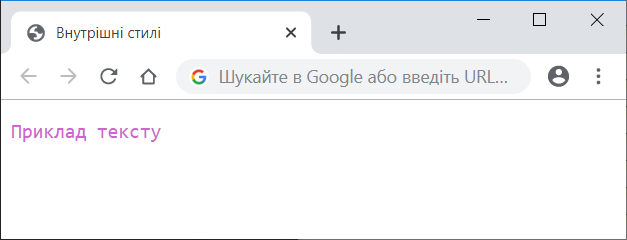 Внутрішні стилі
Шукайте в Google або введіть URL...
Приклад тексту